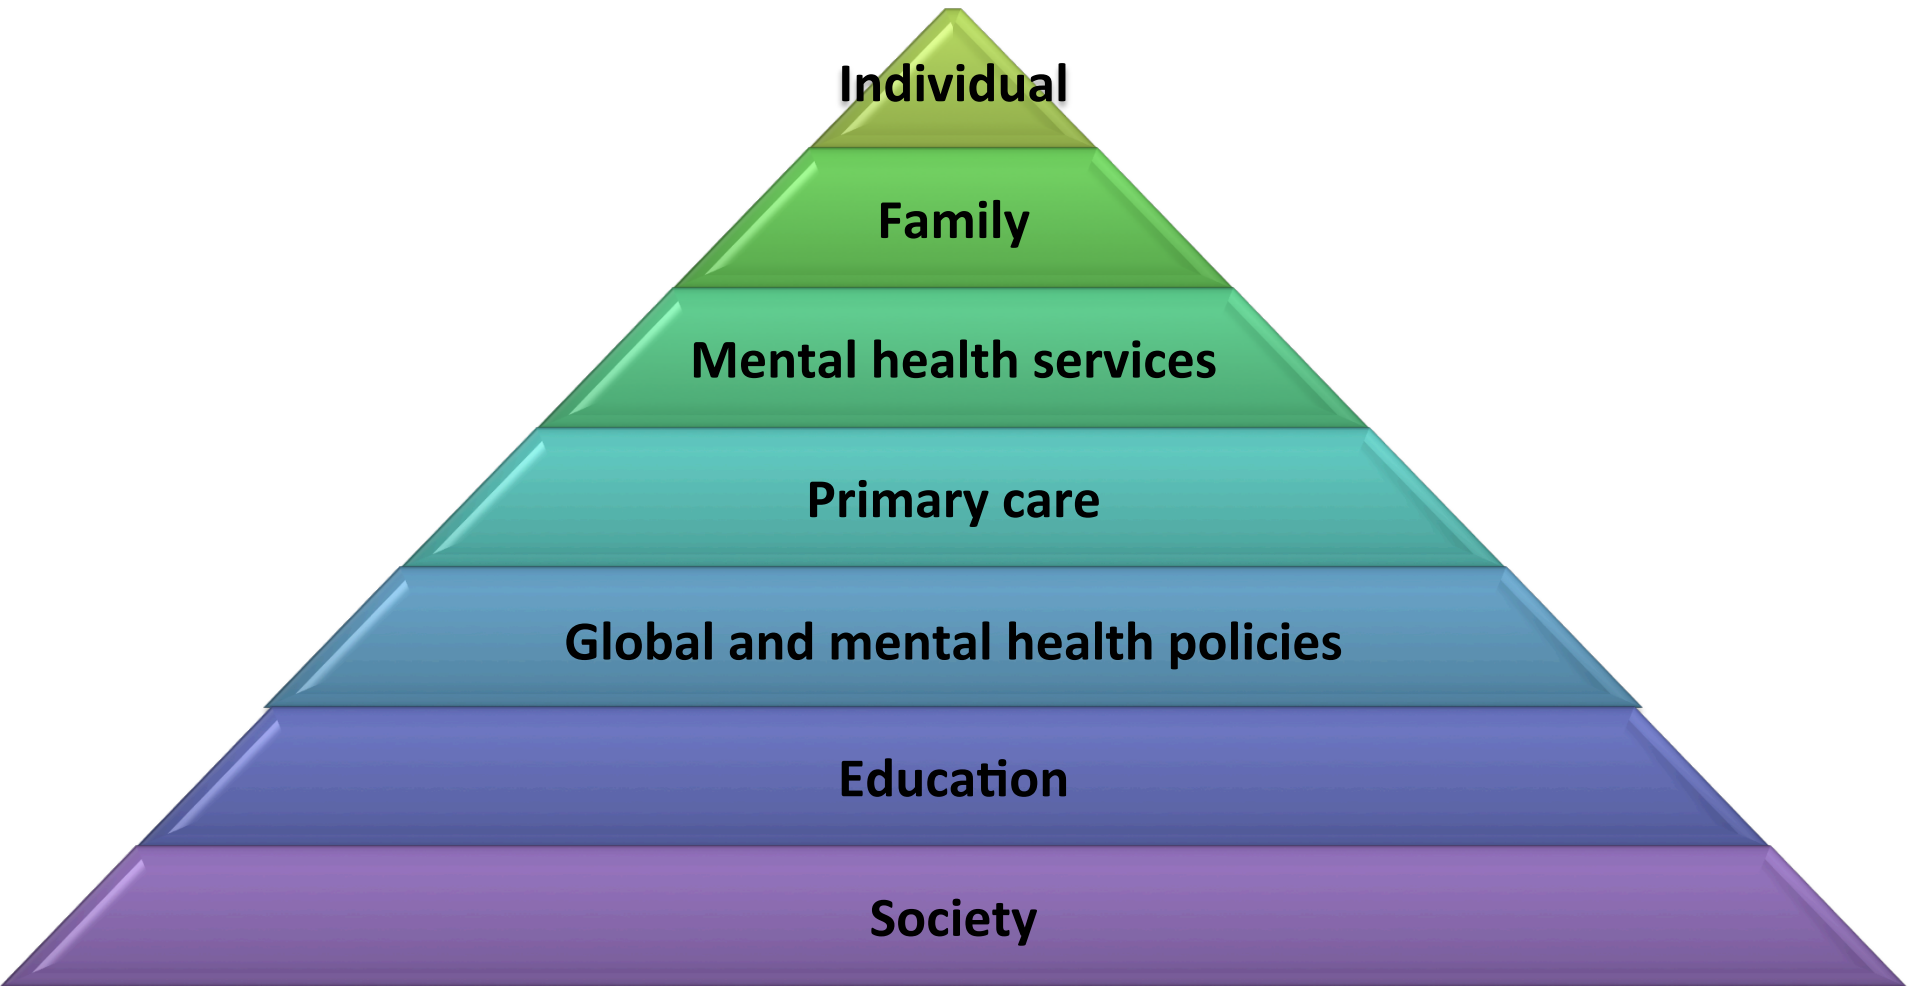 Individual
Family
Mental health services
Primary care
Global and mental health policies
Education
Society